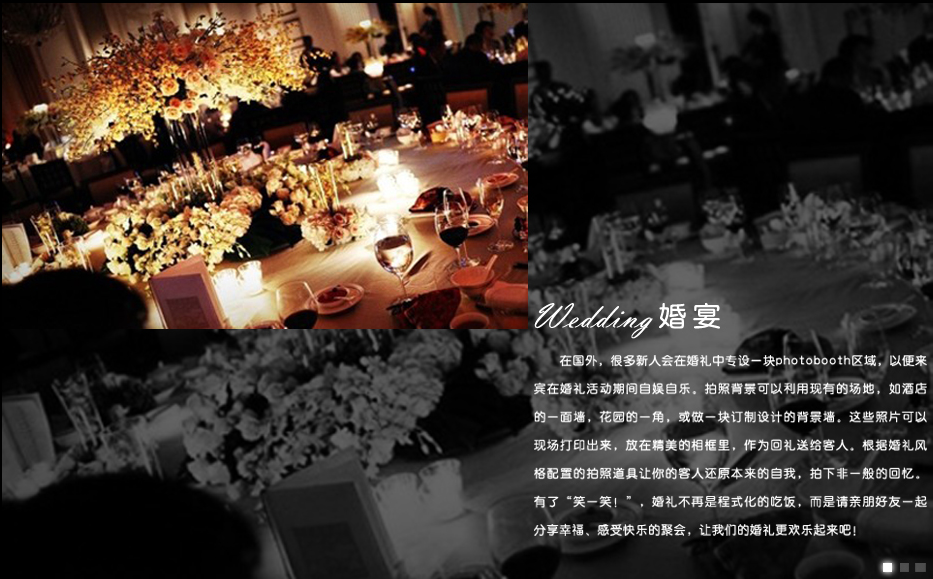 Wedding 婚宴
在国外，很多新人会在婚礼中专设一块photobooth区域，以便来
宾在婚礼活动期间自娱自乐。拍照背景可以利用现有的场地，如酒店
的一面墙，花园的一角，或做一块订制设计的背景墙。这些照片可以
现场打印出来，放在精美的相框里，作为回礼送给客人。根据婚礼风
格配置的拍照道具让你的客人还原本来的自我，拍下非一般的回忆。
有了“笑一笑！”，婚礼不再是程式化的吃饭，而是请亲朋好友一起
分享幸福、感受快乐的聚会，让我们的婚礼更欢乐起来吧！